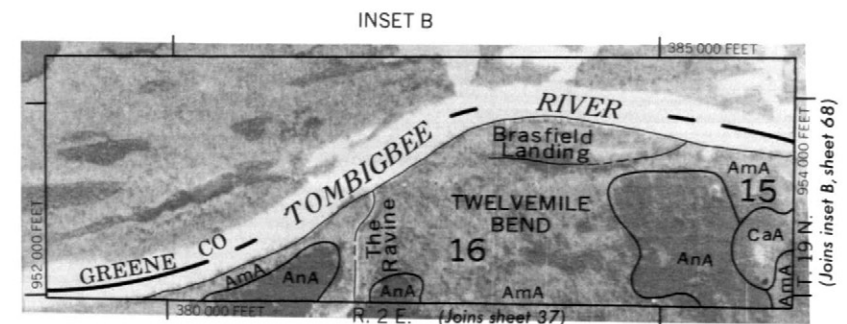 INSET B
385 000 FEET
TOMBIGBEE
RIVER
Brasfield
Landing
AmA
15
954 000 FEET
(Joins inset B, sheet 68)
TWELVEMILE
BEND
16
The
Ravine
CaA
T. 19 N.
AnA
952 000 FEET
GREENE CO
AmA
AnA
AnA
AmA
AmA
380 000 FEET
R. 2 E.
(Joins sheet 37)